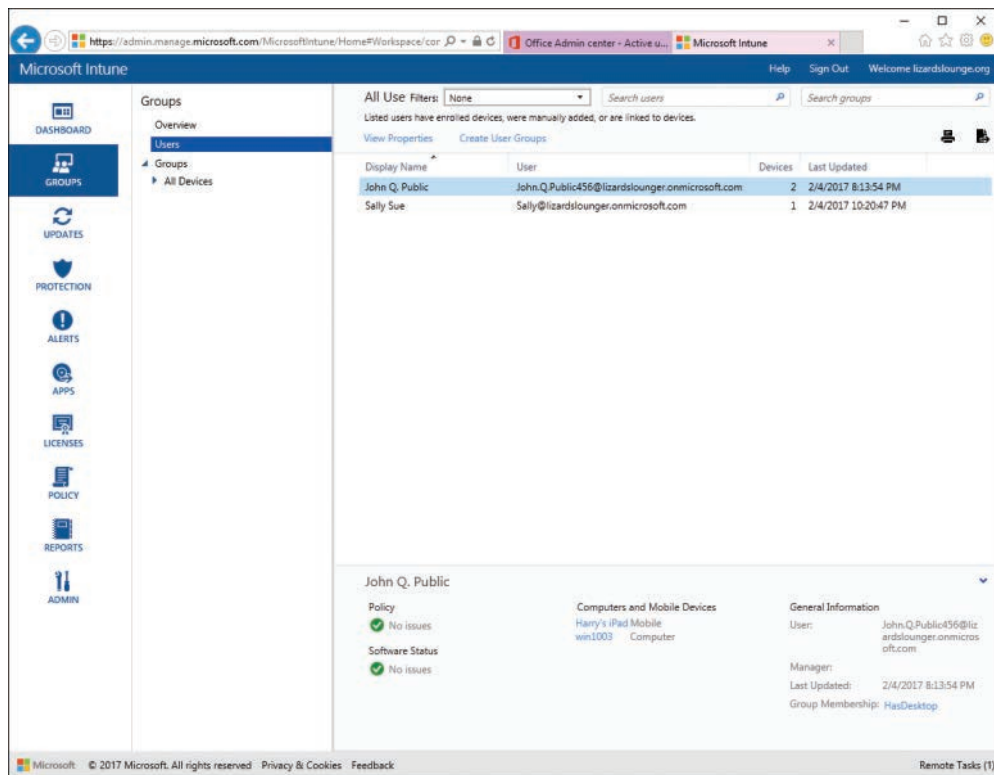 https://admin.manage.microsoft.com/MicrosoftIntune/Home#Workspace/cor
Office Admin center - Active u...
Microsoft Intune
Microsoft Intune
Help Sign Out Welcome lizardslounge.org
DASHBOARD
GROUPS
UPDATES
PROTECTION
ALERTS
APPS
LICENSES
POLICY
REPORTS
ADMIN
Groups
Overview
Users
Groups
All Devices
All Use Filters: None Search users Search groups
Listed users have enrolled devices, were manually added, or are linked to devices.
View Properties Create User Groups
Display Name User Devices Last Updated
John Q. Public John.Q.Public456@lizardslounger.onmicrosoft.com 2 2/4/2017 8:13:54 PM
Sally Sue Sally@lizardslounger.onmicrosoft.com 1 2/4/2017 10:20:47 PM
John Q. Public
Policy
No issues
Software Status
No issues
Computers and Mobile Devices
Harry's iPad Mobile
win1003 Computer
General Information
User: John.Q.Public456@liz
ardslounger.onmicros
oft.com
Manager:
Last Updated: 2/4/2017 8:13:54 PM
Group Membership: HasDesktop
Microsoft © 2017 Microsoft. All rights reserved Privacy & Cookies Feedback Remote Tasks (1)